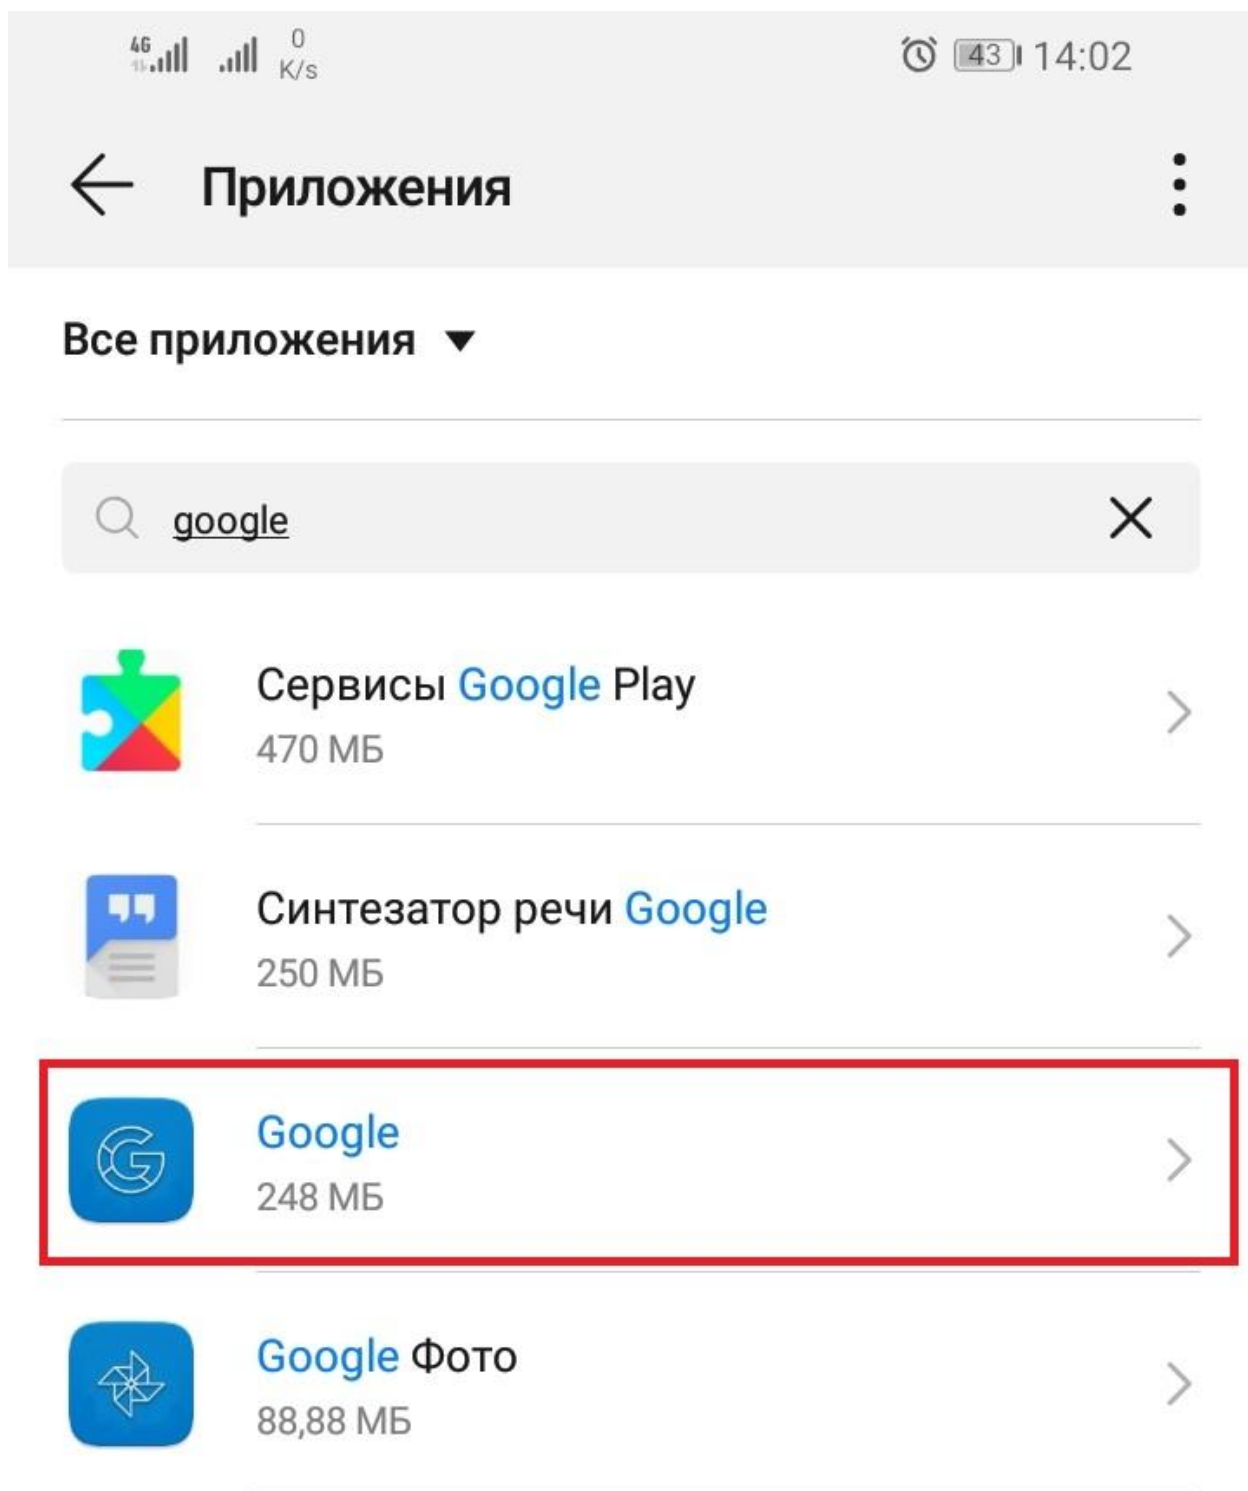 4G
0
K/s
43
14:02
Приложения
Все приложения
google
Сервисы Google Play
470 МБ
Синтезатор речи Google
250 МБ
Google
248 МБ
Google Фото
88,88 МБ